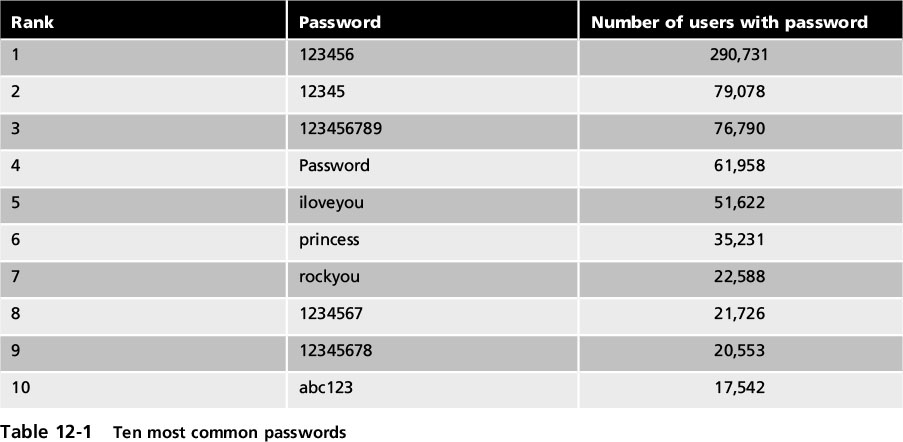 Rank Password Number of users with password
1 123456 290,731
2 12345 79,078
3 123456789 76,790
4 Password 61,958
5 iloveyou 51,622
6 princess 35,231
7 rockyou 22,588
8 1234567 21,726
9 12345678 20,553
10 abc123 17,542
Table 12-1 Ten most common passwords